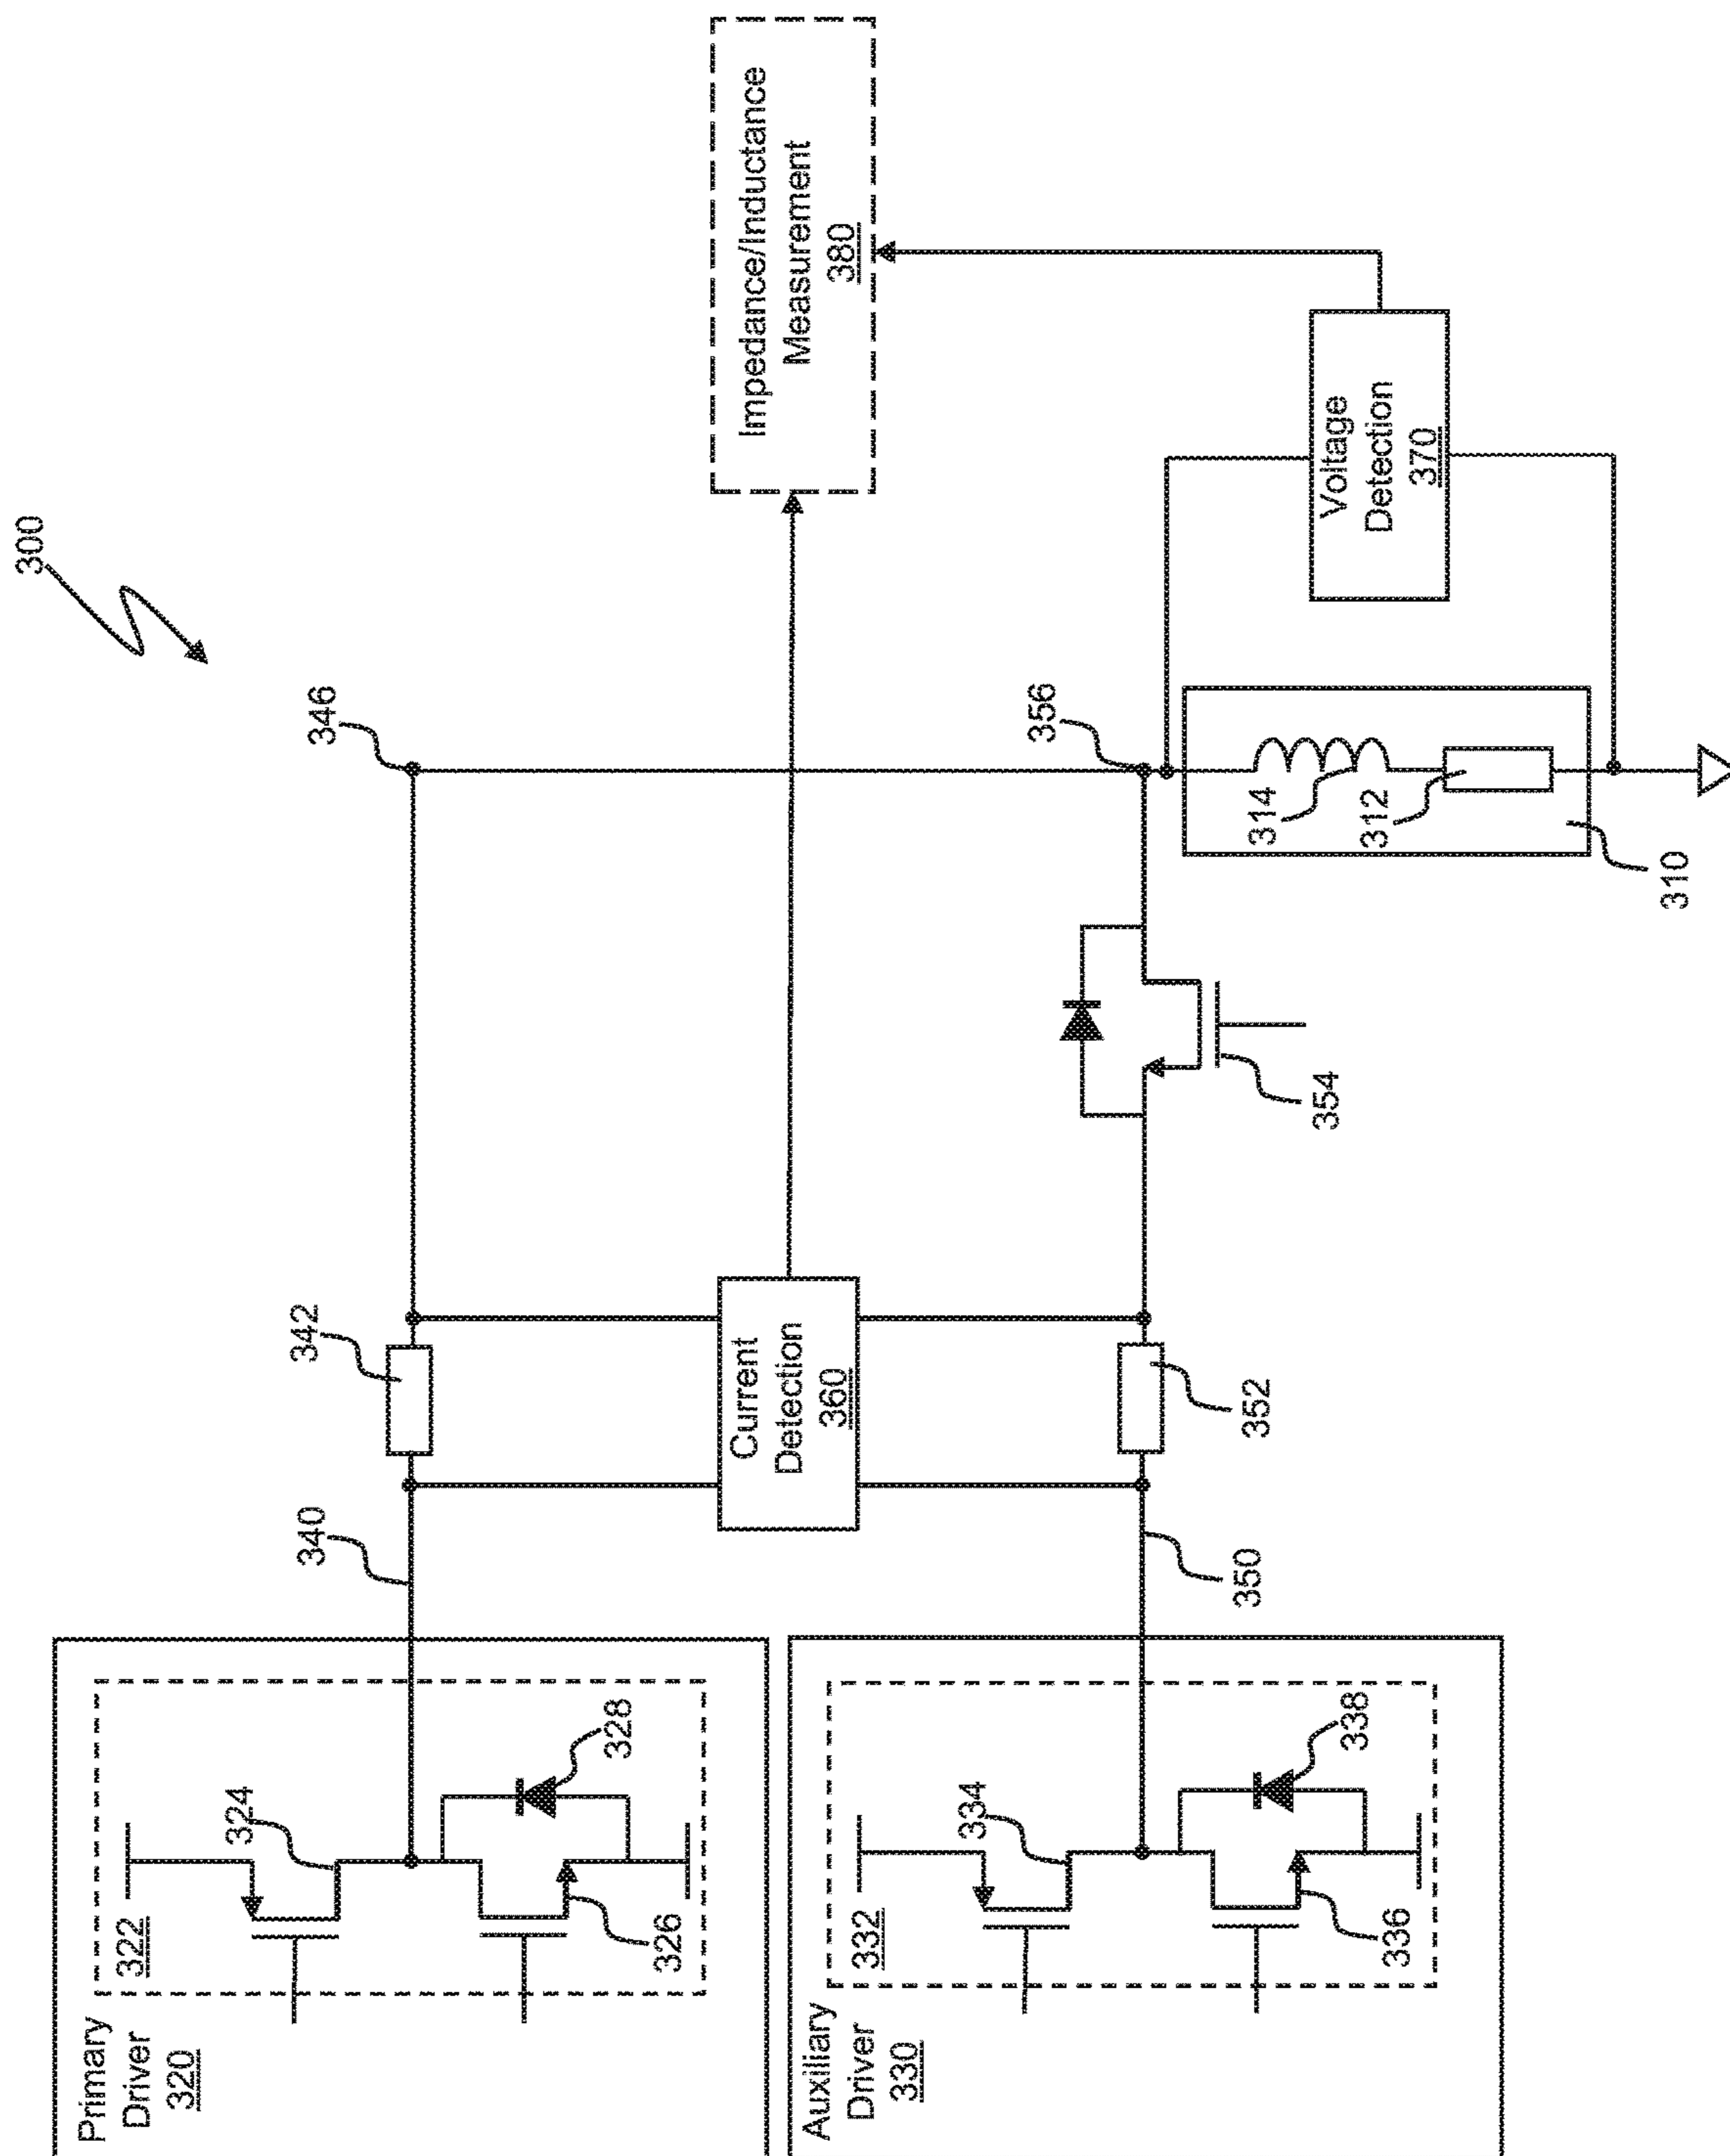 300
Primary
Driver
320
322
324
326
328
340
342
346
Current
Detection
360
Impedance/Inductance
Measurement
380
Auxiliary
Driver
330
332
334
336
338
350
352
354
356
314
312
310
Voltage
Detection
370